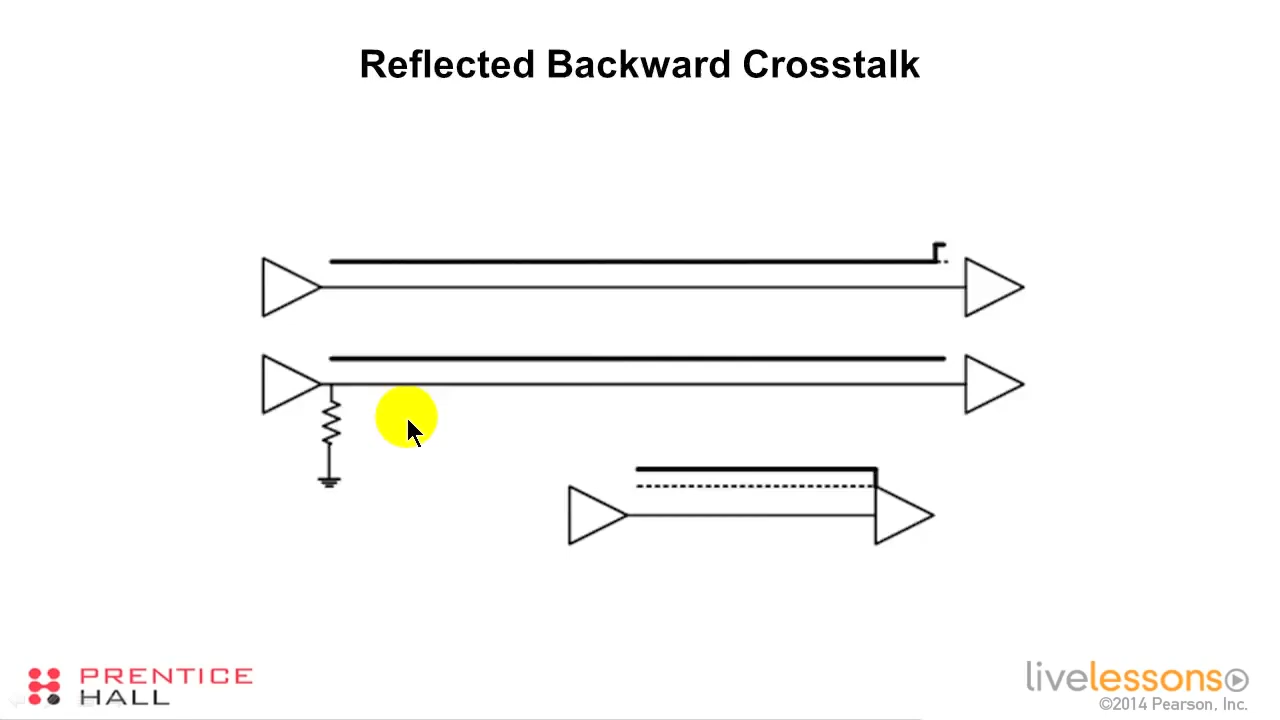 Reflected Backward Crosstalk
PRENTICE
HALL
livelessons
©2014 Pearson, Inc.